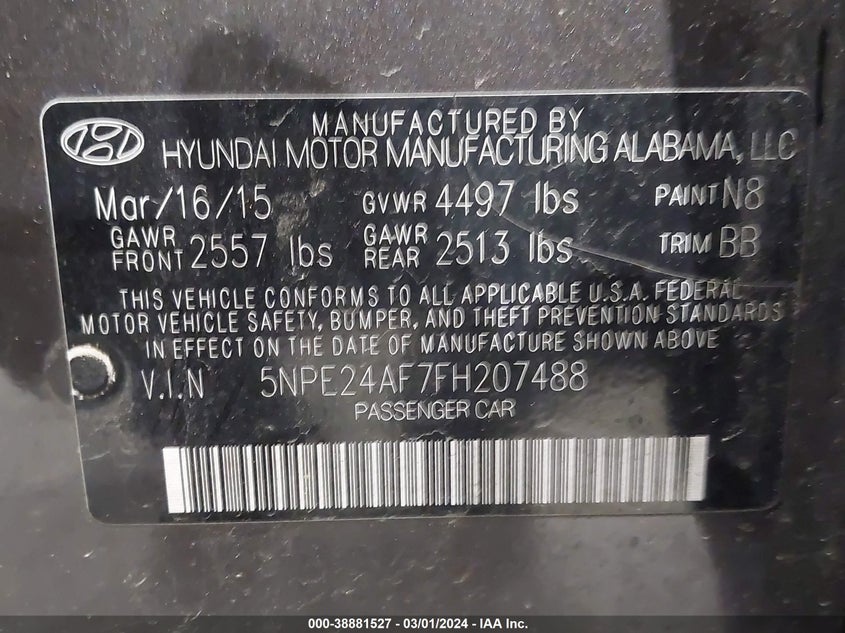 MANUFACTURED BY
HYUNDAI MOTOR MANUFACTURING ALABAMA, LLC
Mar/16/15 GVWR 4497 lbs PAINT N8
GAWR FRONT 2557 lbs GAWR REAR 2513 lbs TRIM BB
THIS VEHICLE CONFORMS TO ALL APPLICABLE U.S.A. FEDERAL
MOTOR VEHICLE SAFETY, BUMPER, AND THEFT PREVENTION STANDARDS
IN EFFECT ON THE DATE OF MANUFACTURE SHOWN ABOVE
V.I.N 5NPE24AF7FH207488
PASSENGER CAR
000-38881527 - 03/01/2024 - IAA Inc.